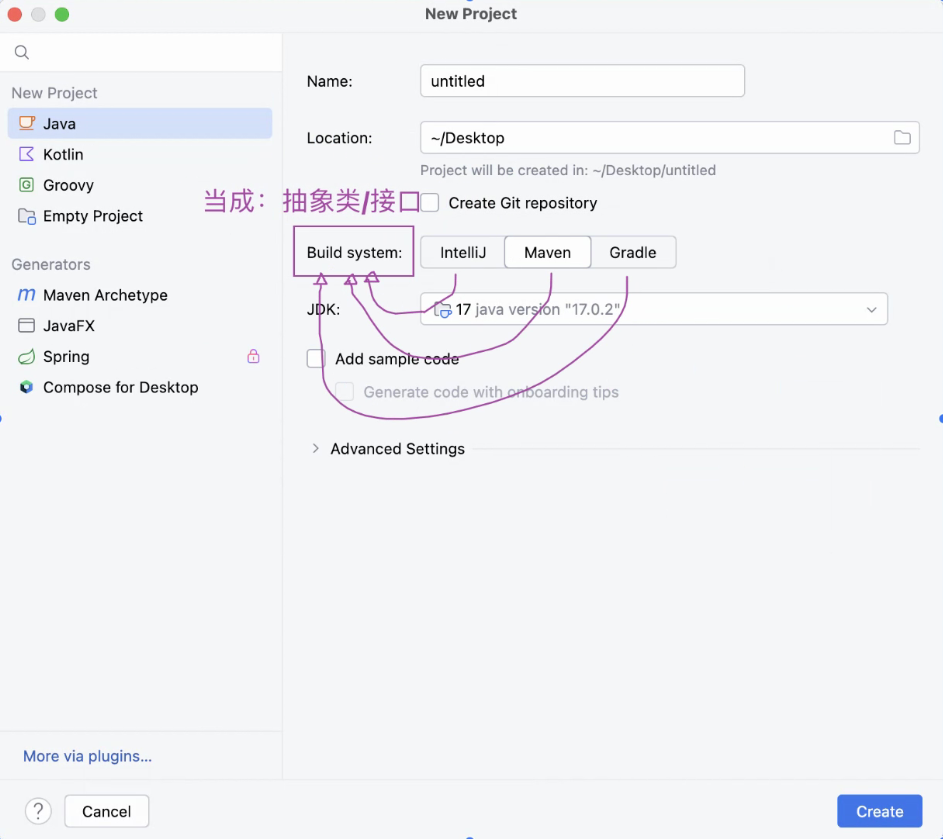 New Project
New Project
Java
Kotlin
Groovy
Empty Project
Generators
Maven Archetype
JavaFX
Spring
Compose for Desktop
More via plugins...
Name: untitled
Location: ~/Desktop
Project will be created in: ~/Desktop/untitled
当成：抽象类/接口 Create Git repository
Build system: IntelliJ Maven Gradle
JDK: 17 java version "17.0.2"
Add sample code
Generate code with onboarding tips
Advanced Settings
? Cancel Create